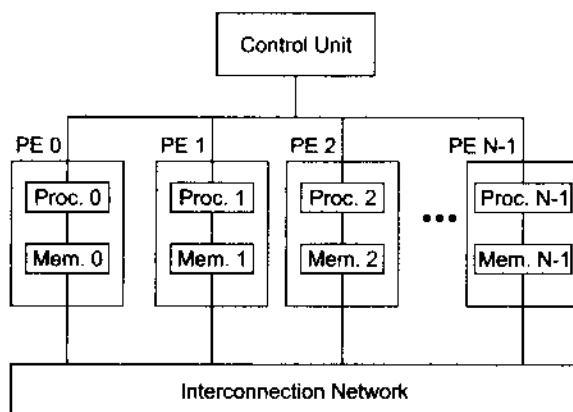 Control Unit
PE 0
PE 1
PE 2
PE N-1
Proc. 0
Proc. 1
Proc. 2
Proc. N-1
Mem. 0
Mem. 1
Mem. 2
Mem. N-1
Interconnection Network